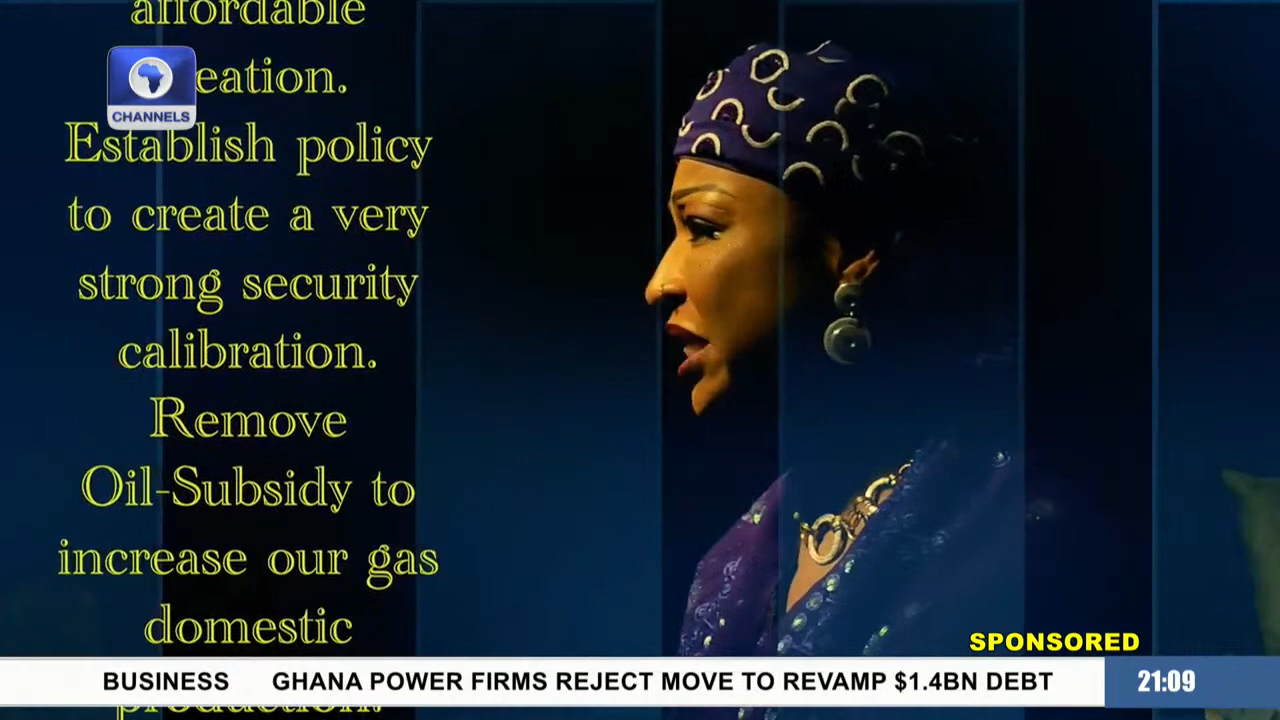 affordable
eation.
CHANNELS
Establish policy
to create a very
strong security
calibration.
Remove
Oil-Subsidy to
increase our gas
domestic
production.
SPONSORED
BUSINESS GHANA POWER FIRMS REJECT MOVE TO REVAMP $1.4BN DEBT
21:09